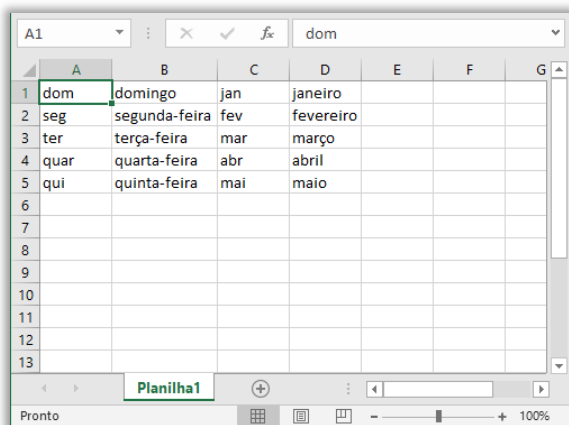 A1 fx dom
A B C D E F G
1 dom domingo jan janeiro
2 seg segunda-feira fev fevereiro
3 ter terça-feira mar março
4 quar quarta-feira abr abril
5 qui quinta-feira mai maio
6
7
8
9
10
11
12
13
Planilha1
Pronto 100%